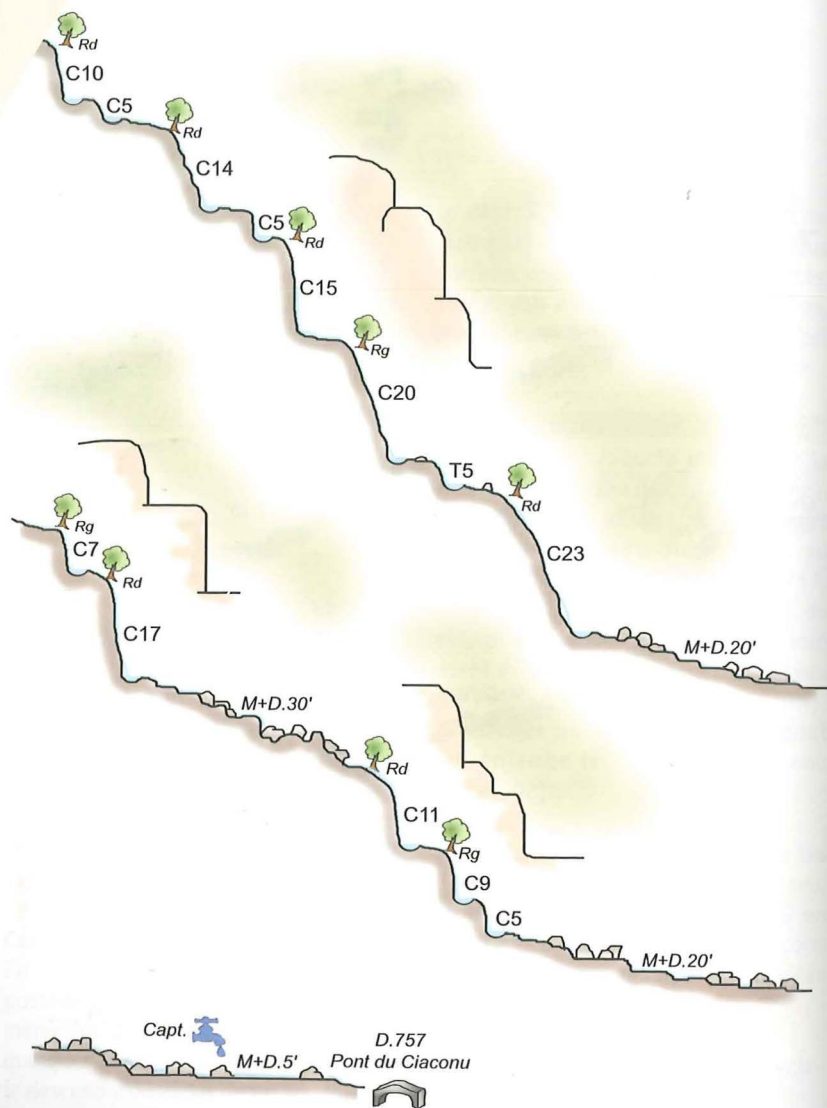 Rd
C10
C5
Rd
C14
C5
Rd
C15
Rg
C20
T5
Rd
C23
M+D.20'
Rg
C7
Rd
C17
M+D.30'
Rd
C11
Rg
C9
C5
M+D.20'
Capt.
M+D.5'
D.757
Pont du Ciaconu